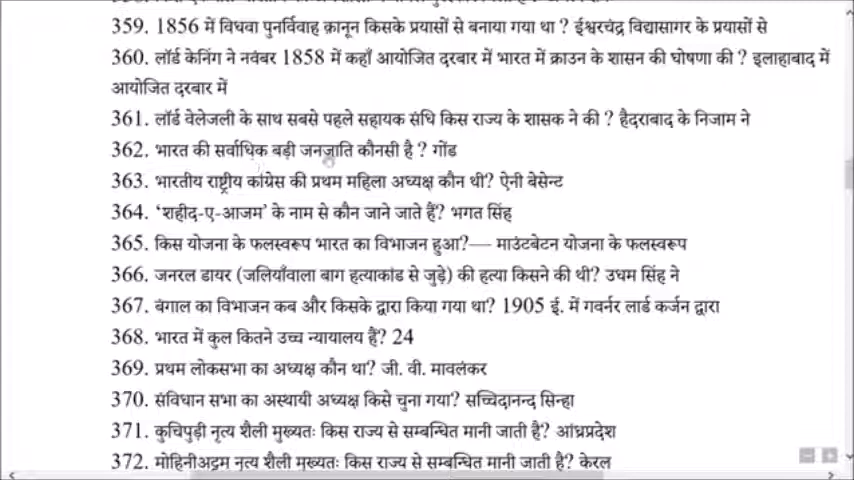 359. 1856 में विधवा पुनर्विवाह क़ानून किसके प्रयासों से बनाया गया था ? ईश्वरचंद्र विद्यासागर के प्रयासों से
360. लॉर्ड केनिंग ने नवंबर 1858 में कहाँ आयोजित दरबार में भारत में क्राउन के शासन की घोषणा की ? इलाहाबाद में
आयोजित दरबार में
361. लॉर्ड वेलेजली के साथ सबसे पहले सहायक संधि किस राज्य के शासक ने की ? हैदराबाद के निजाम ने
362. भारत की सर्वाधिक बड़ी जनजाति कौनसी है ? गोंड
363. भारतीय राष्ट्रीय कांग्रेस की प्रथम महिला अध्यक्ष कौन थी? ऐनी बेसेन्ट
364. ‘शहीद-ए-आजम’ के नाम से कौन जाने जाते हैं? भगत सिंह
365. किस योजना के फलस्वरूप भारत का विभाजन हुआ?— माउंटबेटन योजना के फलस्वरूप
366. जनरल डायर (जलियाँवाला बाग हत्याकांड से जुड़े) की हत्या किसने की थी? उधम सिंह ने
367. बंगाल का विभाजन कब और किसके द्वारा किया गया था? 1905 ई. में गवर्नर लार्ड कर्जन द्वारा
368. भारत में कुल कितने उच्च न्यायालय हैं? 24
369. प्रथम लोकसभा का अध्यक्ष कौन था? जी. वी. मावलंकर
370. संविधान सभा का अस्थायी अध्यक्ष किसे चुना गया? सच्चिदानन्द सिन्हा
371. कुचिपुड़ी नृत्य शैली मुख्यतः किस राज्य से सम्बन्धित मानी जाती है? आंध्रप्रदेश
372. मोहिनीअट्टम नृत्य शैली मुख्यतः किस राज्य से सम्बन्धित मानी जाती है? केरल